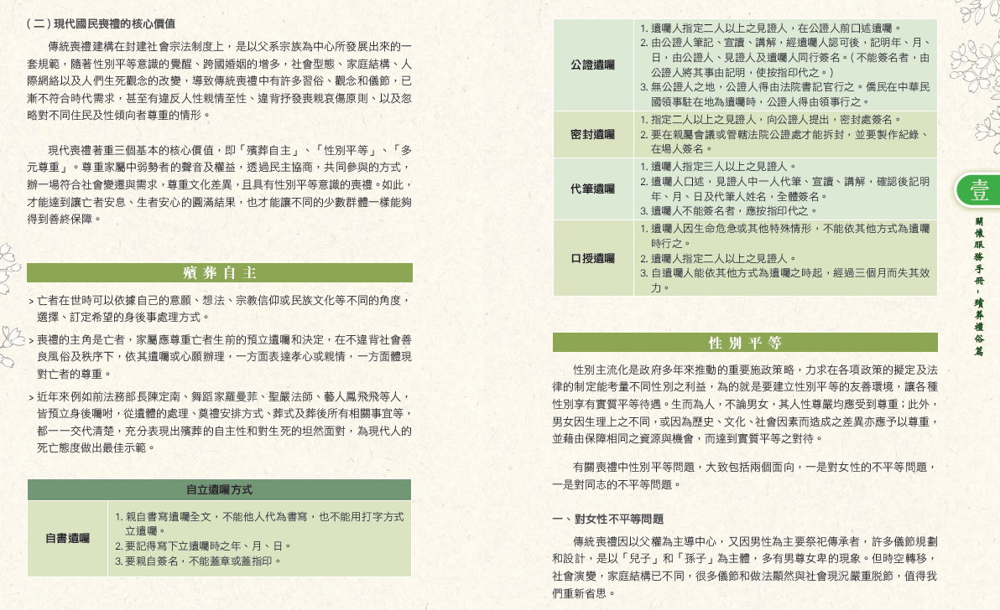 (二)現代國民喪禮的核心價值
傳統喪禮建構在封建社會宗法制度上，是以父系宗族為中心所發展出來的一
套規範，隨著性別平等意識的覺醒、跨國婚姻的增多，社會型態、家庭結構、人
際網絡以及人們生死觀念的改變，導致傳統喪禮中有許多習俗、觀念和儀節，已
漸不符合時代需求，甚至有違反人性親情至性、違背抒發喪親哀傷原則、以及忽
略對不同住民及性傾向者尊重的情形。
現代喪禮著重三個基本的核心價值，即「殯葬自主」、「性別平等」、「多
元尊重」。尊重家屬中弱勢者的聲音及權益，透過民主協商，共同參與的方式，
辦一場符合社會變遷與需求，尊重文化差異，且具有性別平等意識的喪禮。如此，
才能達到讓亡者安息、生者安心的圓滿結果，也才能讓不同的少數群體一樣能夠
得到善終保障。
殯葬自主
> 亡者在世時可以依據自己的意願、想法、宗教信仰或民族文化等不同的角度，
選擇、訂定希望的身後事處理方式。
> 喪禮的主角是亡者，家屬應尊重亡者生前的預立遺囑和決定，在不違背社會善
良風俗及秩序下，依其遺囑或心願辦理，一方面表達孝心或親情，一方面體現
對亡者的尊重。
> 近年來例如前法務部長陳定南、舞蹈家羅曼菲、聖嚴法師、藝人鳳飛飛等人，
皆預立身後囑咐，從遺體的處理、奠禮安排方式、葬式及葬後所有相關事宜等，
都一一交代清楚，充分表現出殯葬的自主性和對生死的坦然面對，為現代人的
死亡態度做出最佳示範。
自立遺囑方式
自書遺囑
1. 親自書寫遺囑全文，不能他人代為書寫，也不能用打字方式
立遺囑。
2. 要記得寫下立遺囑時之年、月、日。
3. 要親自簽名，不能蓋章或蓋指印。
公證遺囑
1. 遺囑人指定二人以上之見證人，在公證人前口述遺囑。
2. 由公證人筆記、宣讀、講解，經遺囑人認可後，記明年、月、
日，由公證人、見證人及遺囑人同行簽名。(不能簽名者，由
公證人將其事由記明，使按指印代之。)
3. 無公證人之地，公證人得由法院書記官行之。僑民在中華民
國領事駐在地為遺囑時，公證人得由領事行之。
密封遺囑
1. 指定二人以上之見證人，向公證人提出，密封處簽名。
2. 要在親屬會議或管轄法院公證處才能拆封，並要製作紀錄、
在場人簽名。
代筆遺囑
1. 遺囑人指定三人以上之見證人。
2. 遺囑人口述，見證人中一人代筆、宣讀、講解，確認後記明
年、月、日及代筆人姓名，全體簽名。
3. 遺囑人不能簽名者，應按指印代之。
口授遺囑
1. 遺囑人因生命危急或其他特殊情形，不能依其他方式為遺囑
時行之。
2. 遺囑人指定二人以上之見證人。
3. 自遺囑人能依其他方式為遺囑之時起，經過三個月而失其效
力。
性別平等
性別主流化是政府多年來推動的重要施政策略，力求在各項政策的擬定及法
律的制定能考量不同性別之利益，為的就是要建立性別平等的友善環境，讓各種
性別享有實質平等待遇。生而為人，不論男女，其人性尊嚴均應受到尊重；此外，
男女因生理上之不同，或因為歷史、文化、社會因素而造成之差異亦應予以尊重，
並藉由保障相同之資源與機會，而達到實質平等之對待。
有關喪禮中性別平等問題，大致包括兩個面向，一是對女性的不平等問題，
一是對同志的不平等問題。
一、對女性不平等問題
傳統喪禮因以父權為主導中心，又因男性為主要祭祀傳承者，許多儀節規劃
和設計，是以「兒子」和「孫子」為主體，多有男尊女卑的現象。但時空轉移，
社會演變，家庭結構已不同，很多儀節和做法顯然與社會現況嚴重脫節，值得我
們重新省思。
壹
關懷服務手冊-殯葬禮俗篇